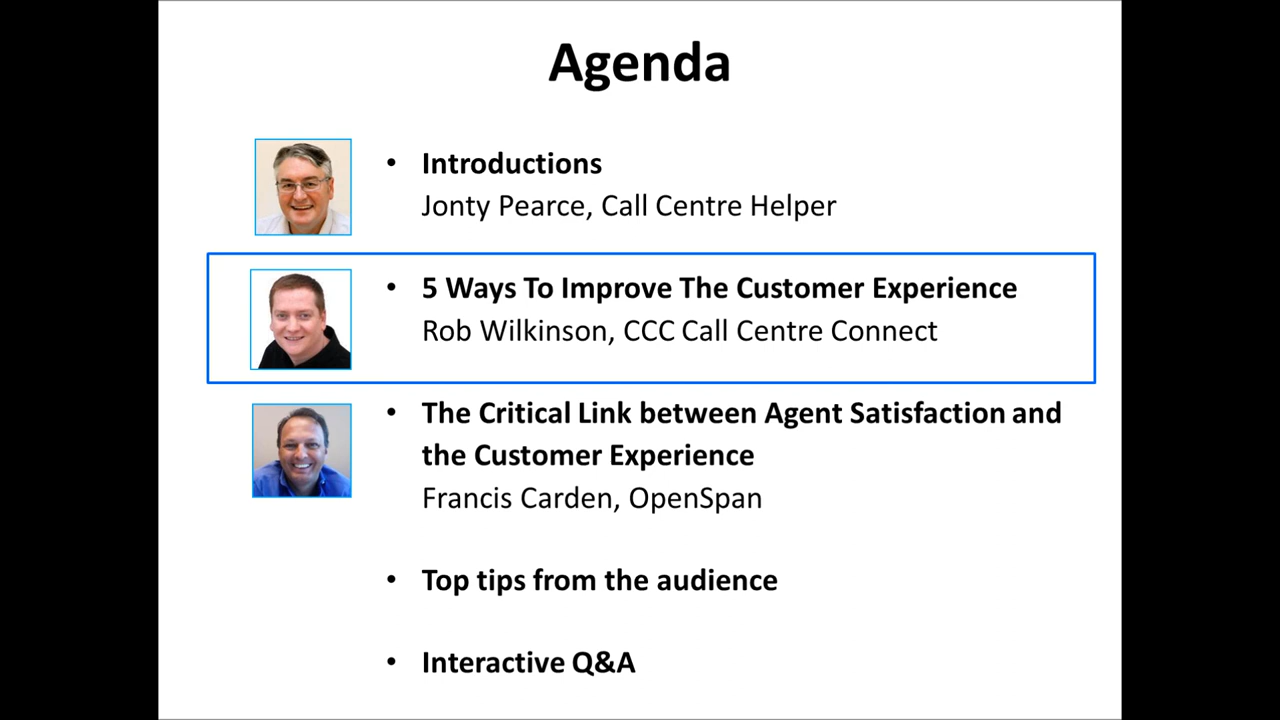 Agenda
• Introductions
Jonty Pearce, Call Centre Helper
• 5 Ways To Improve The Customer Experience
Rob Wilkinson, CCC Call Centre Connect
• The Critical Link between Agent Satisfaction and
the Customer Experience
Francis Carden, OpenSpan
• Top tips from the audience
• Interactive Q&A